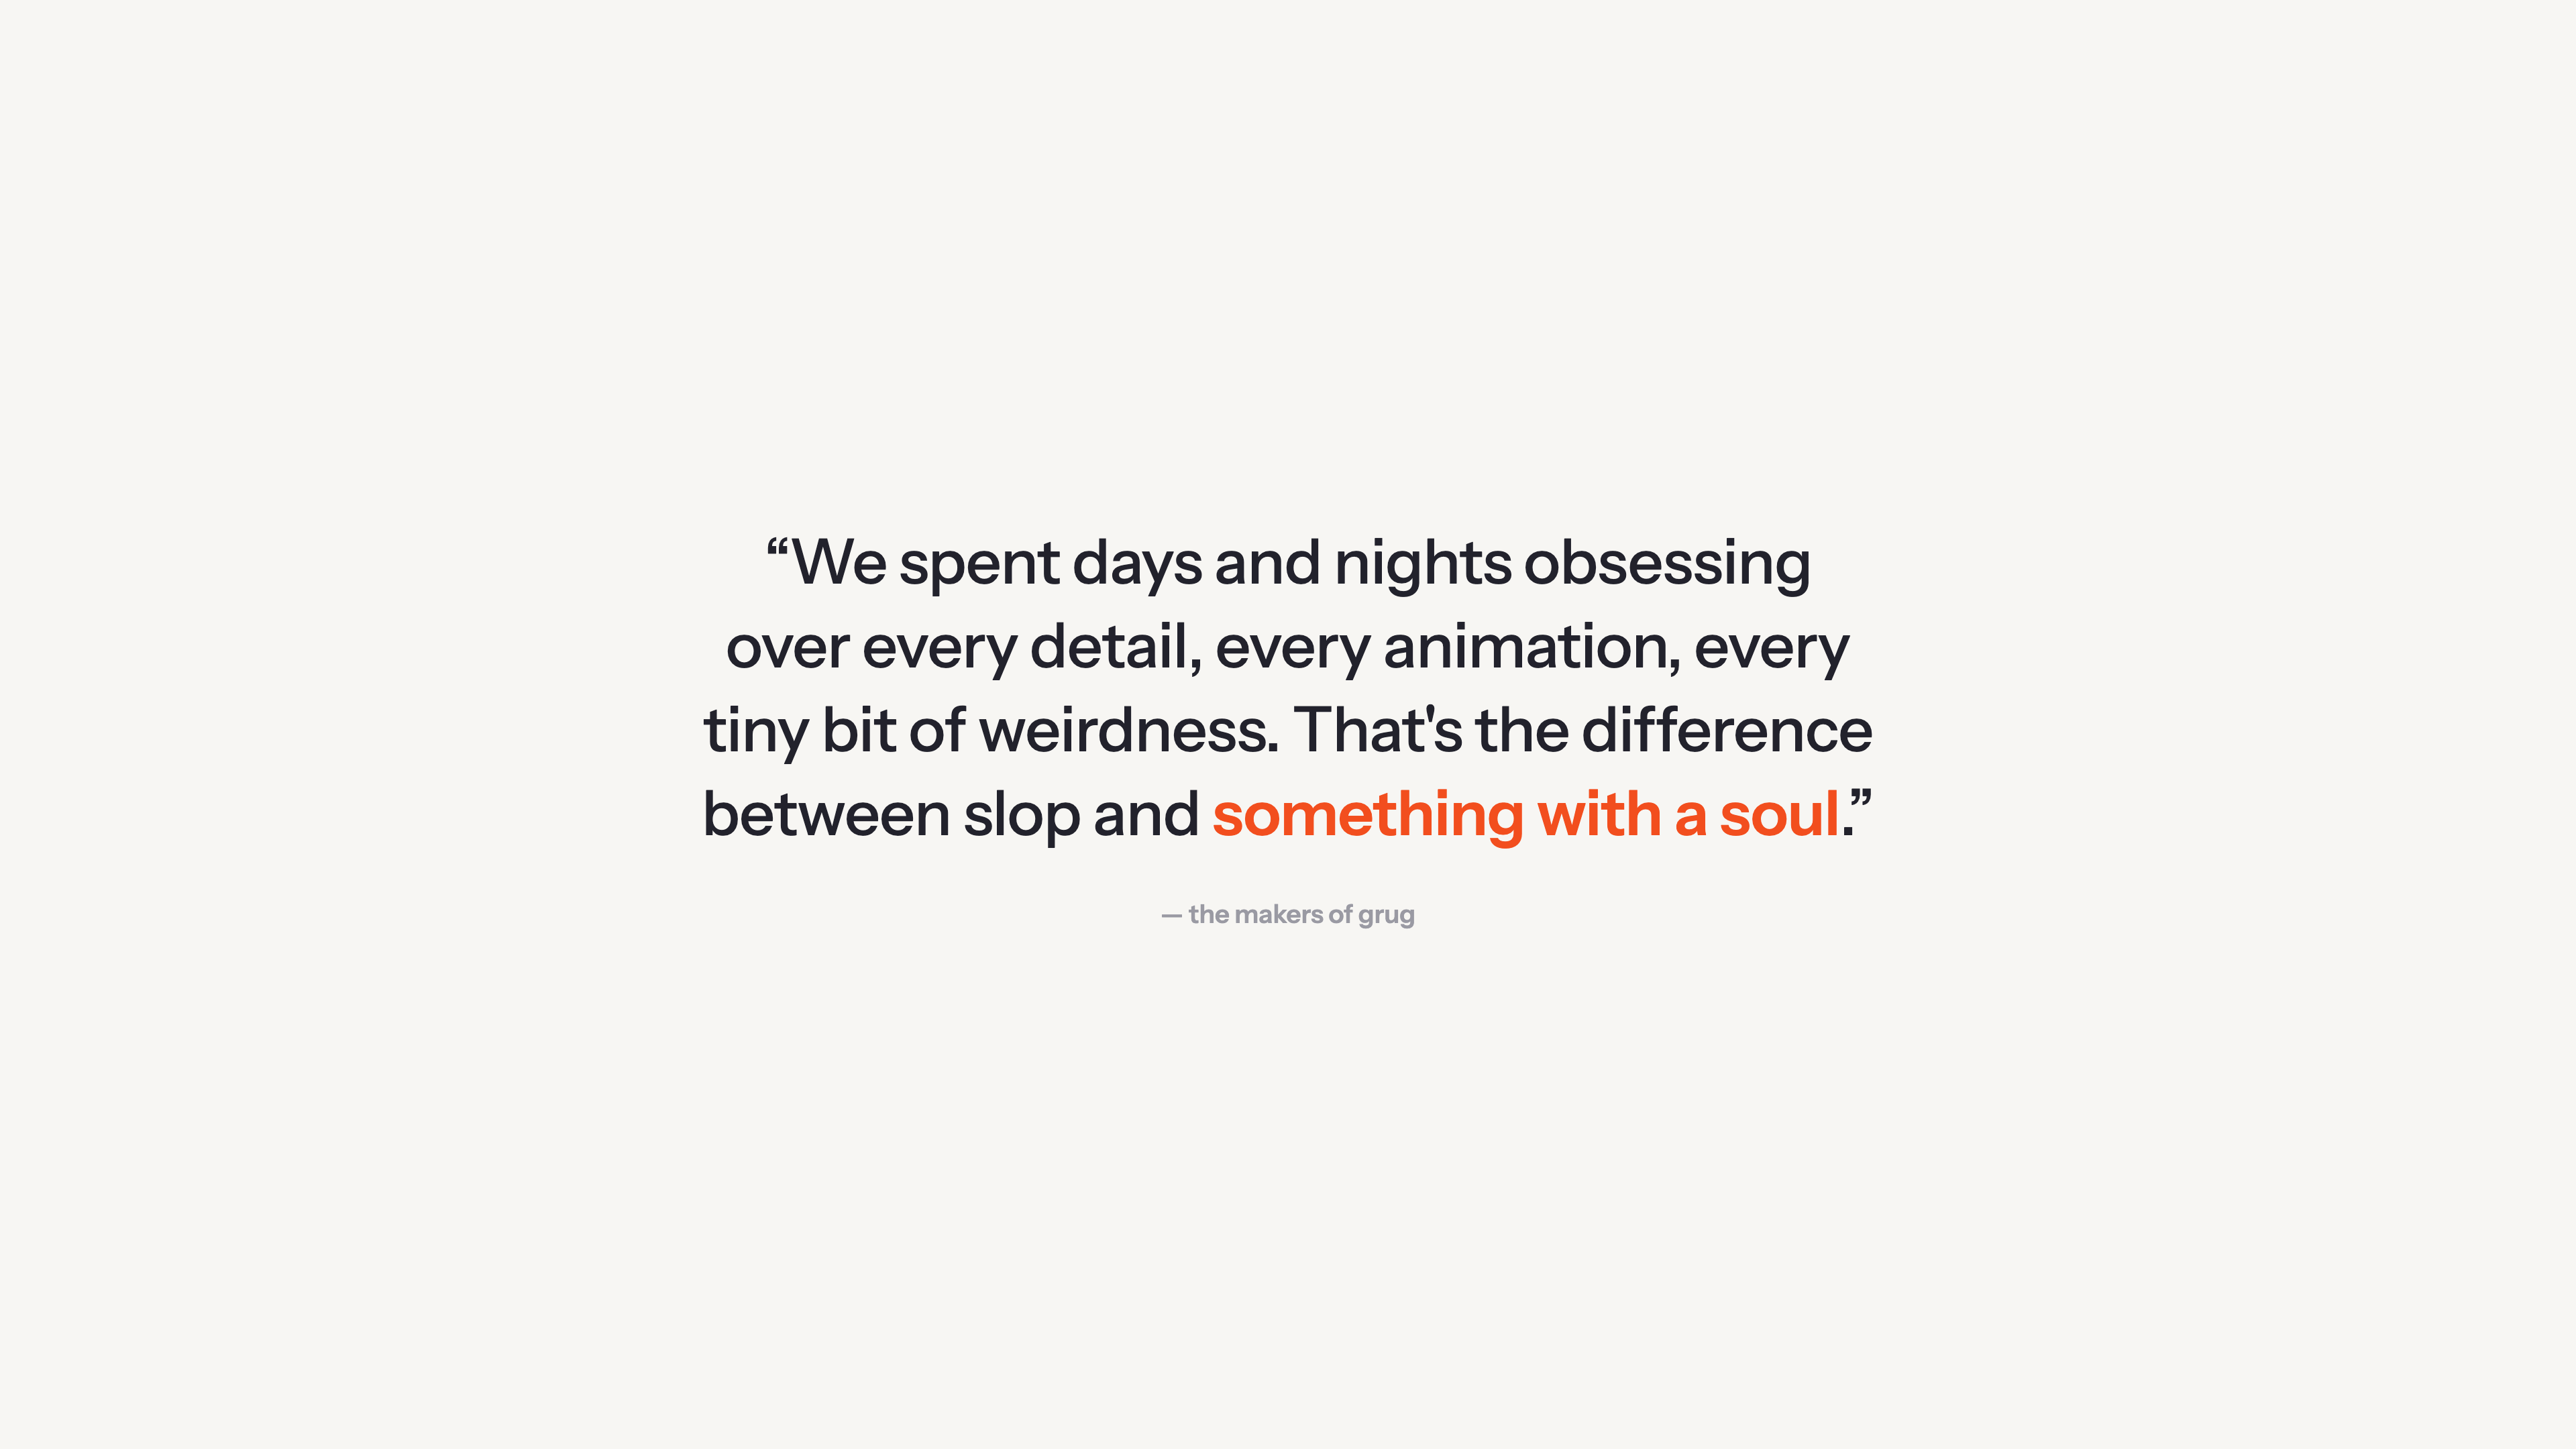 “We spent days and nights obsessing
over every detail, every animation, every
tiny bit of weirdness. That's the difference
between slop and something with a soul.”
— the makers of grug